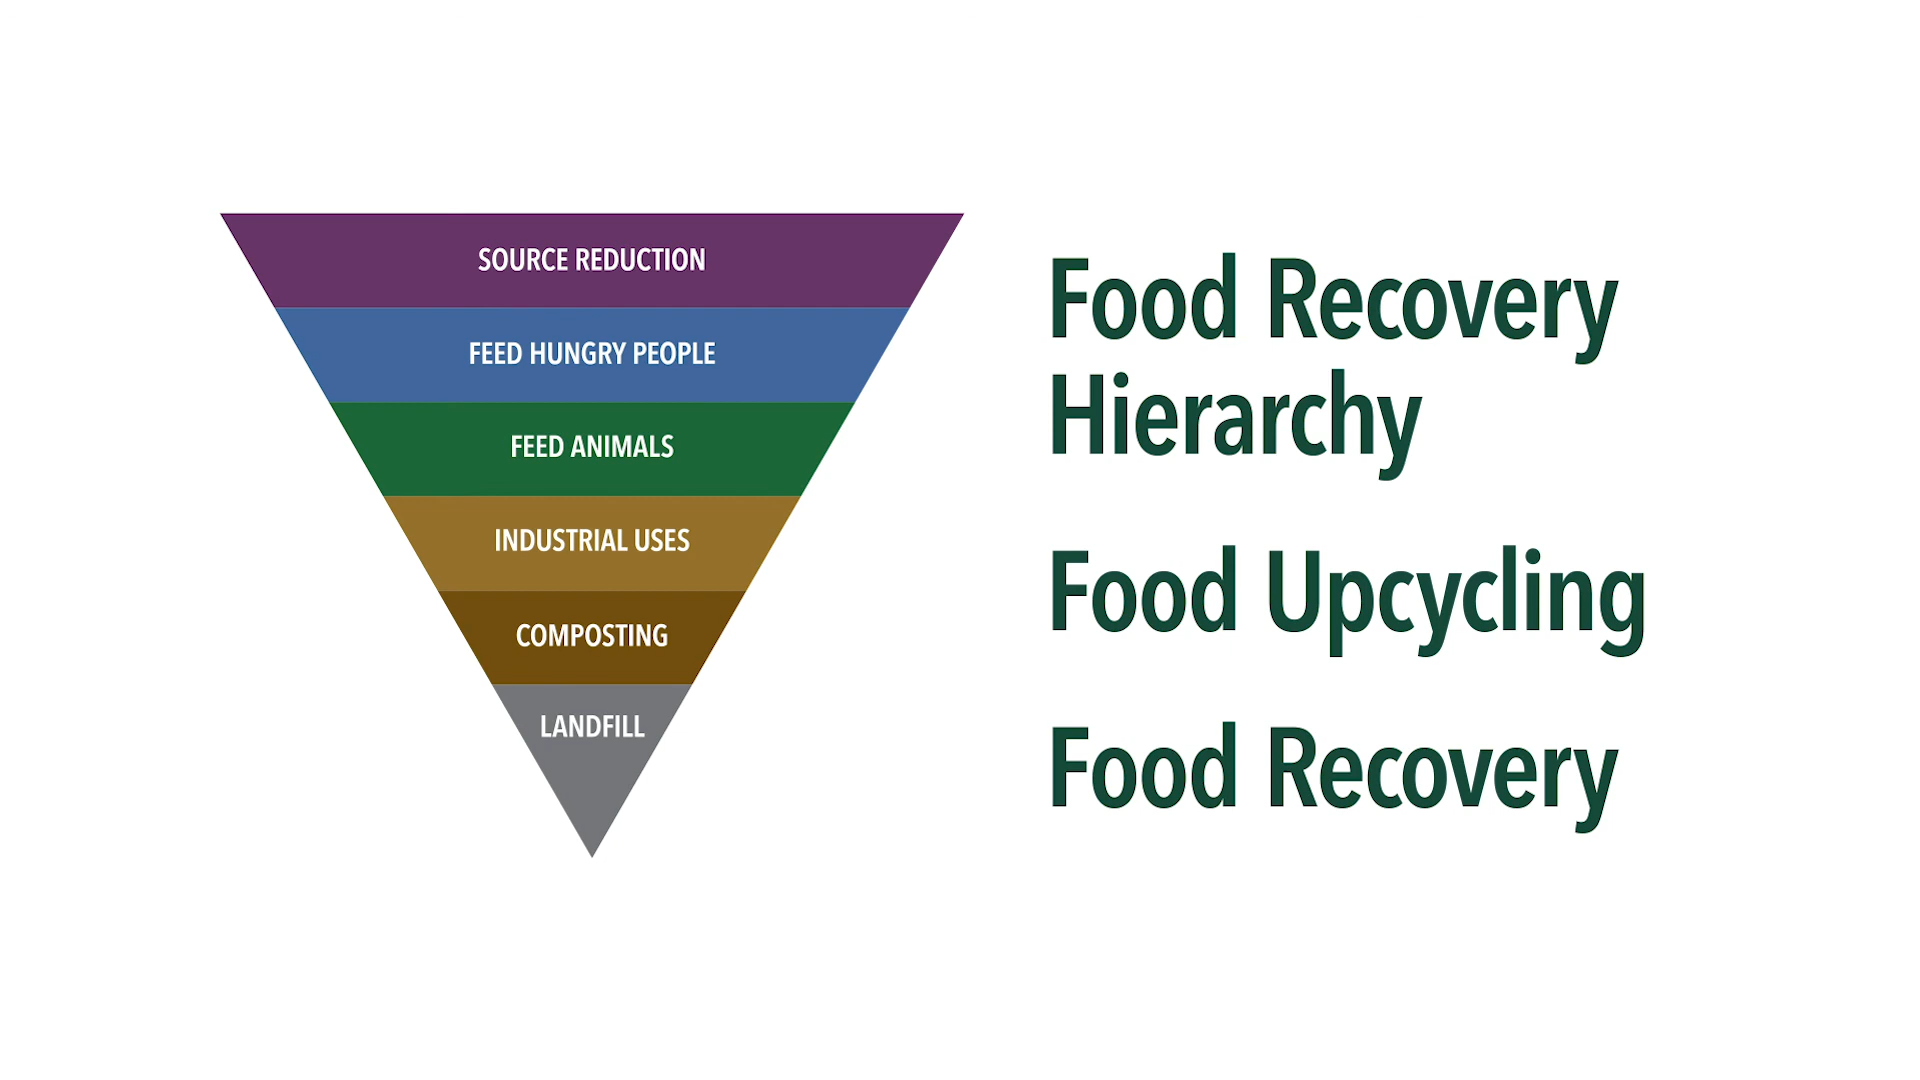 SOURCE REDUCTION
FEED HUNGRY PEOPLE
FEED ANIMALS
INDUSTRIAL USES
COMPOSTING
LANDFILL
Food Recovery
Hierarchy
Food Upcycling
Food Recovery